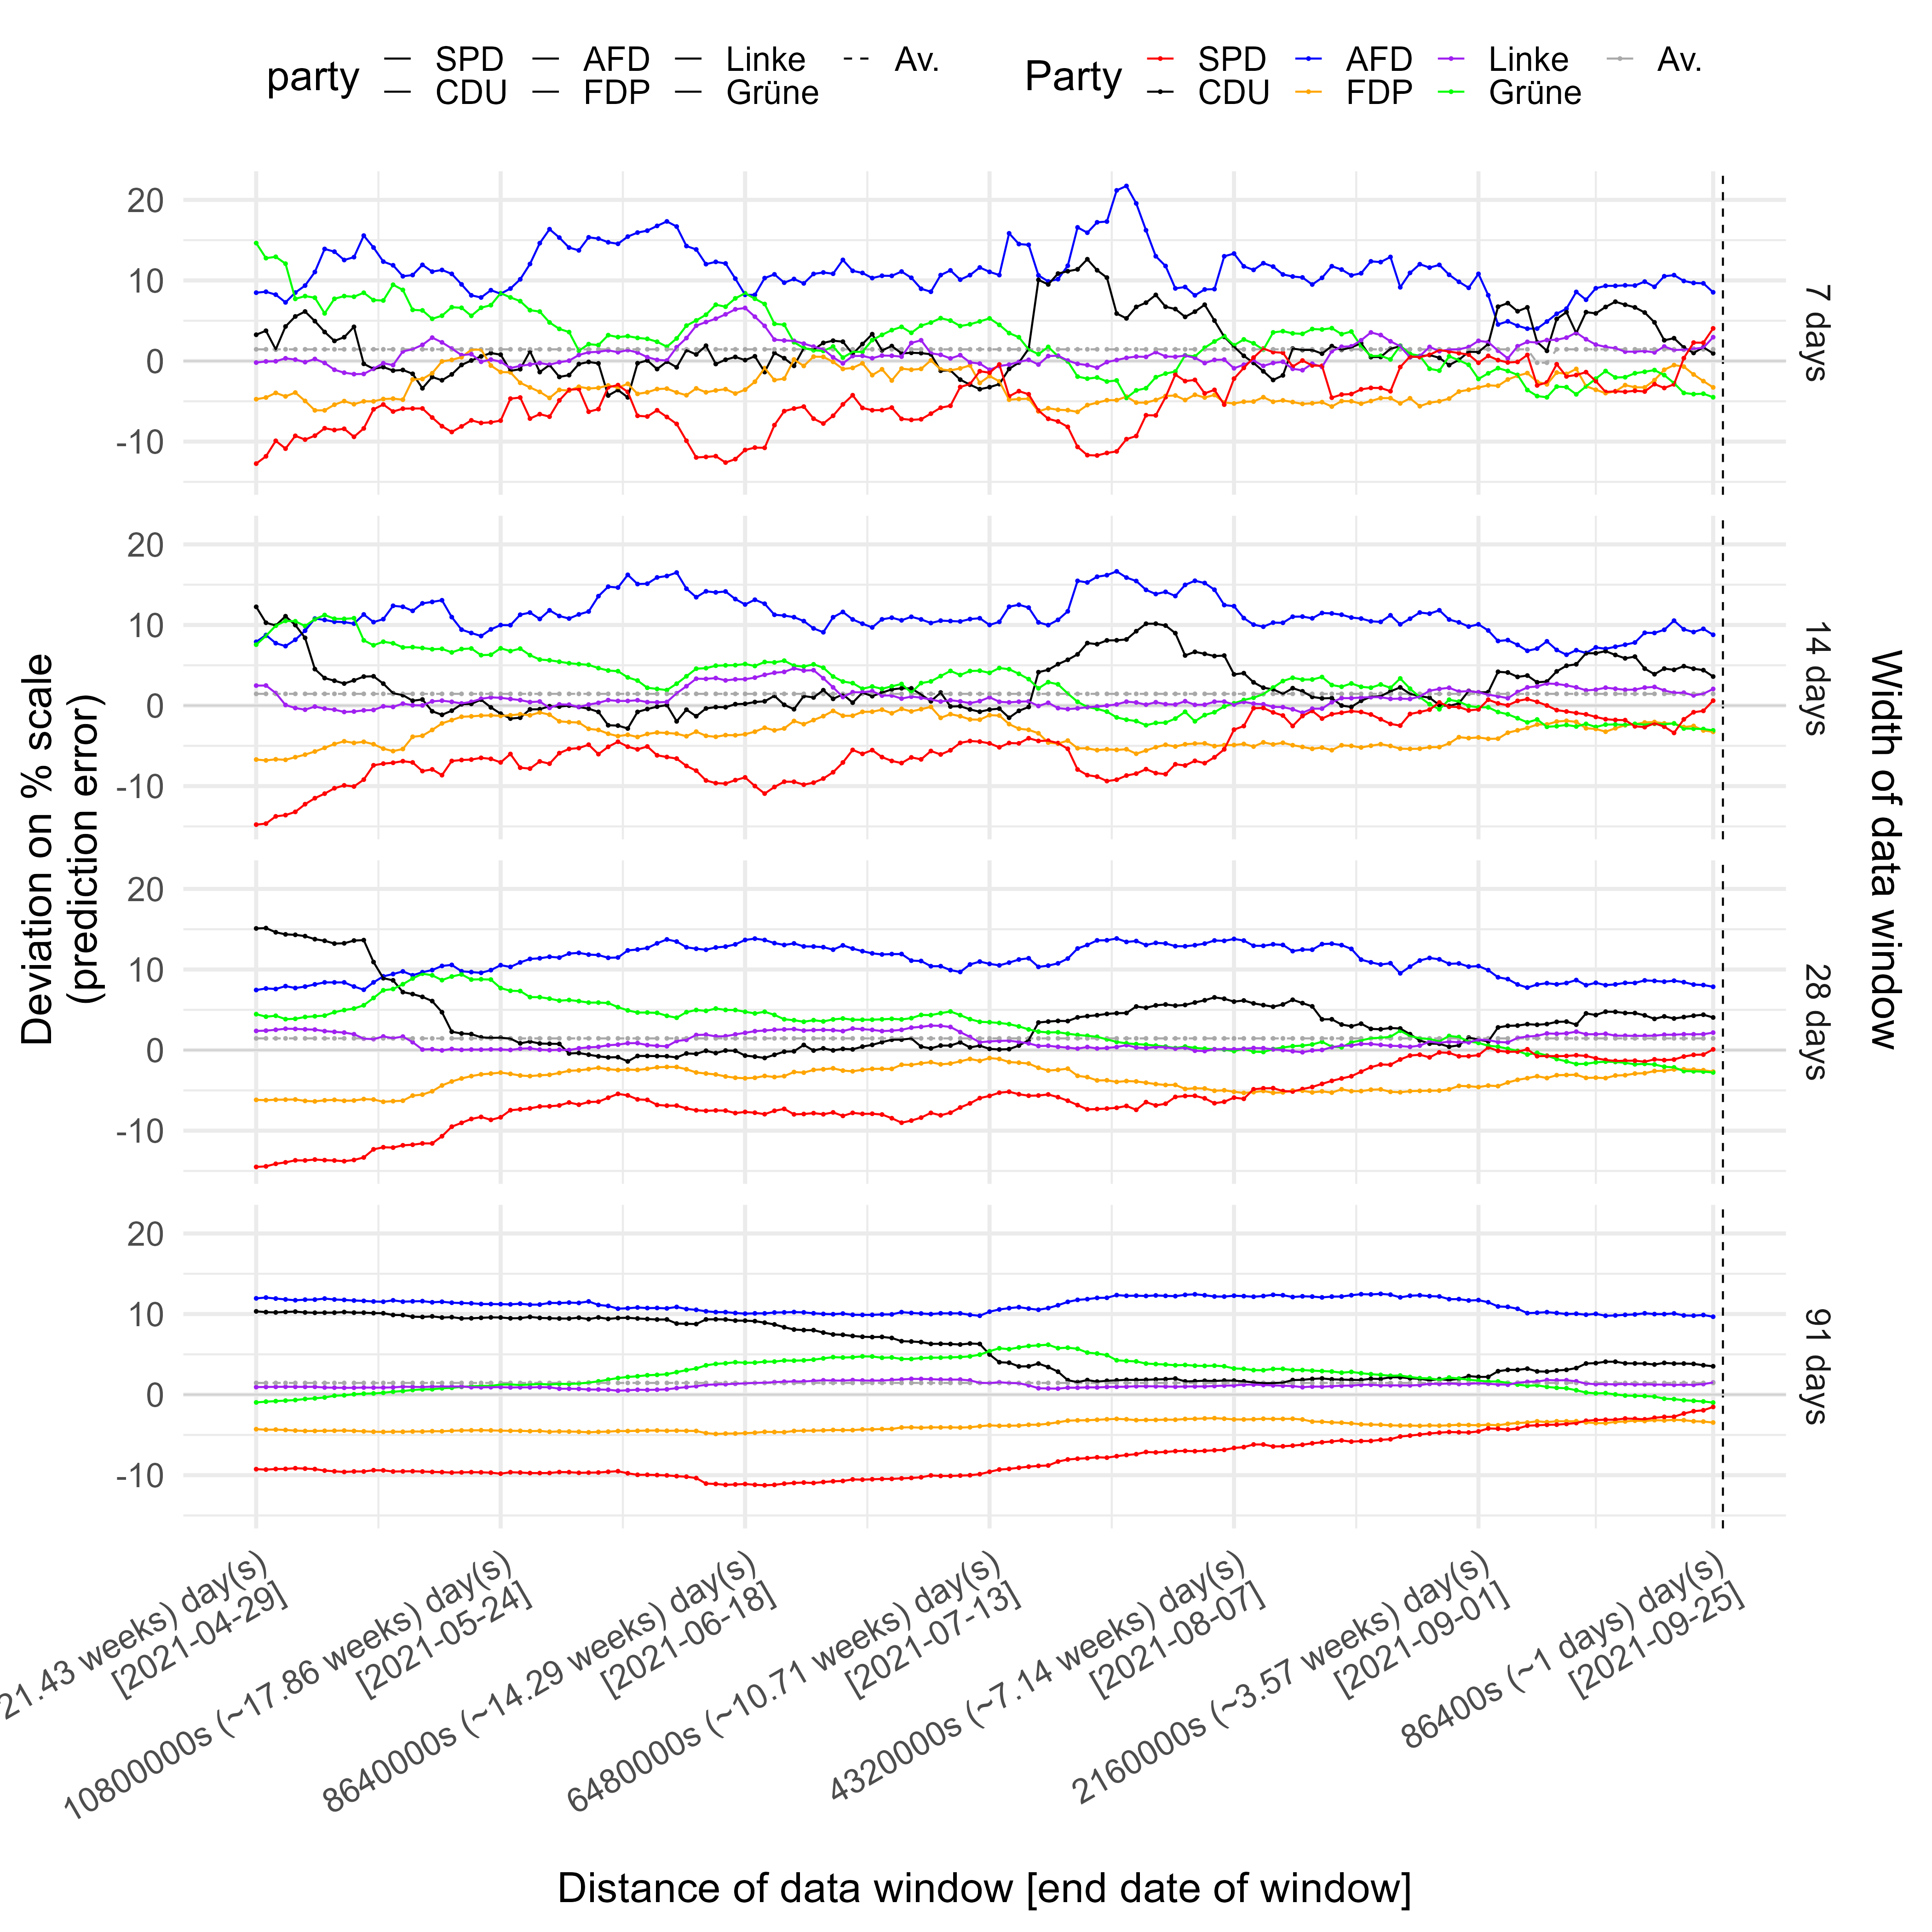 party SPD AFD Linke Av. Party SPD AFD Linke Av.
CDU FDP Grüne CDU FDP Grüne
20
10
0
-10
7 days
20
10
0
-10
14 days
20
10
0
-10
28 days
20
10
0
-10
91 days
Deviation on % scale
(prediction error)
Width of data window
21.43 weeks) day(s)
[2021-04-29]
10800000s (~17.86 weeks) day(s)
[2021-05-24]
8640000s (~14.29 weeks) day(s)
[2021-06-18]
6480000s (~10.71 weeks) day(s)
[2021-07-13]
4320000s (~7.14 weeks) day(s)
[2021-08-07]
2160000s (~3.57 weeks) day(s)
[2021-09-01]
86400s (~1 days) day(s)
[2021-09-25]
Distance of data window [end date of window]